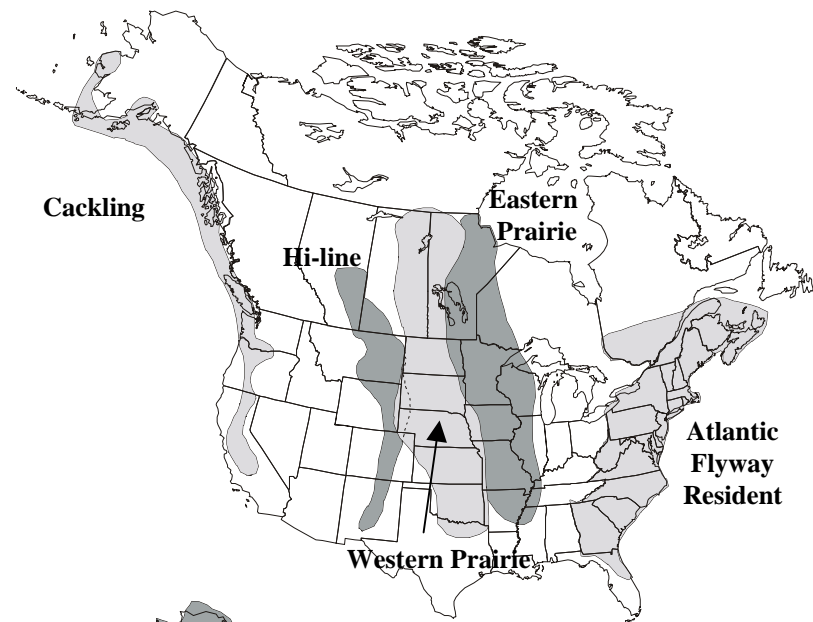 Cackling
Hi-line
Eastern
Prairie
Atlantic
Flyway
Resident
Western Prairie